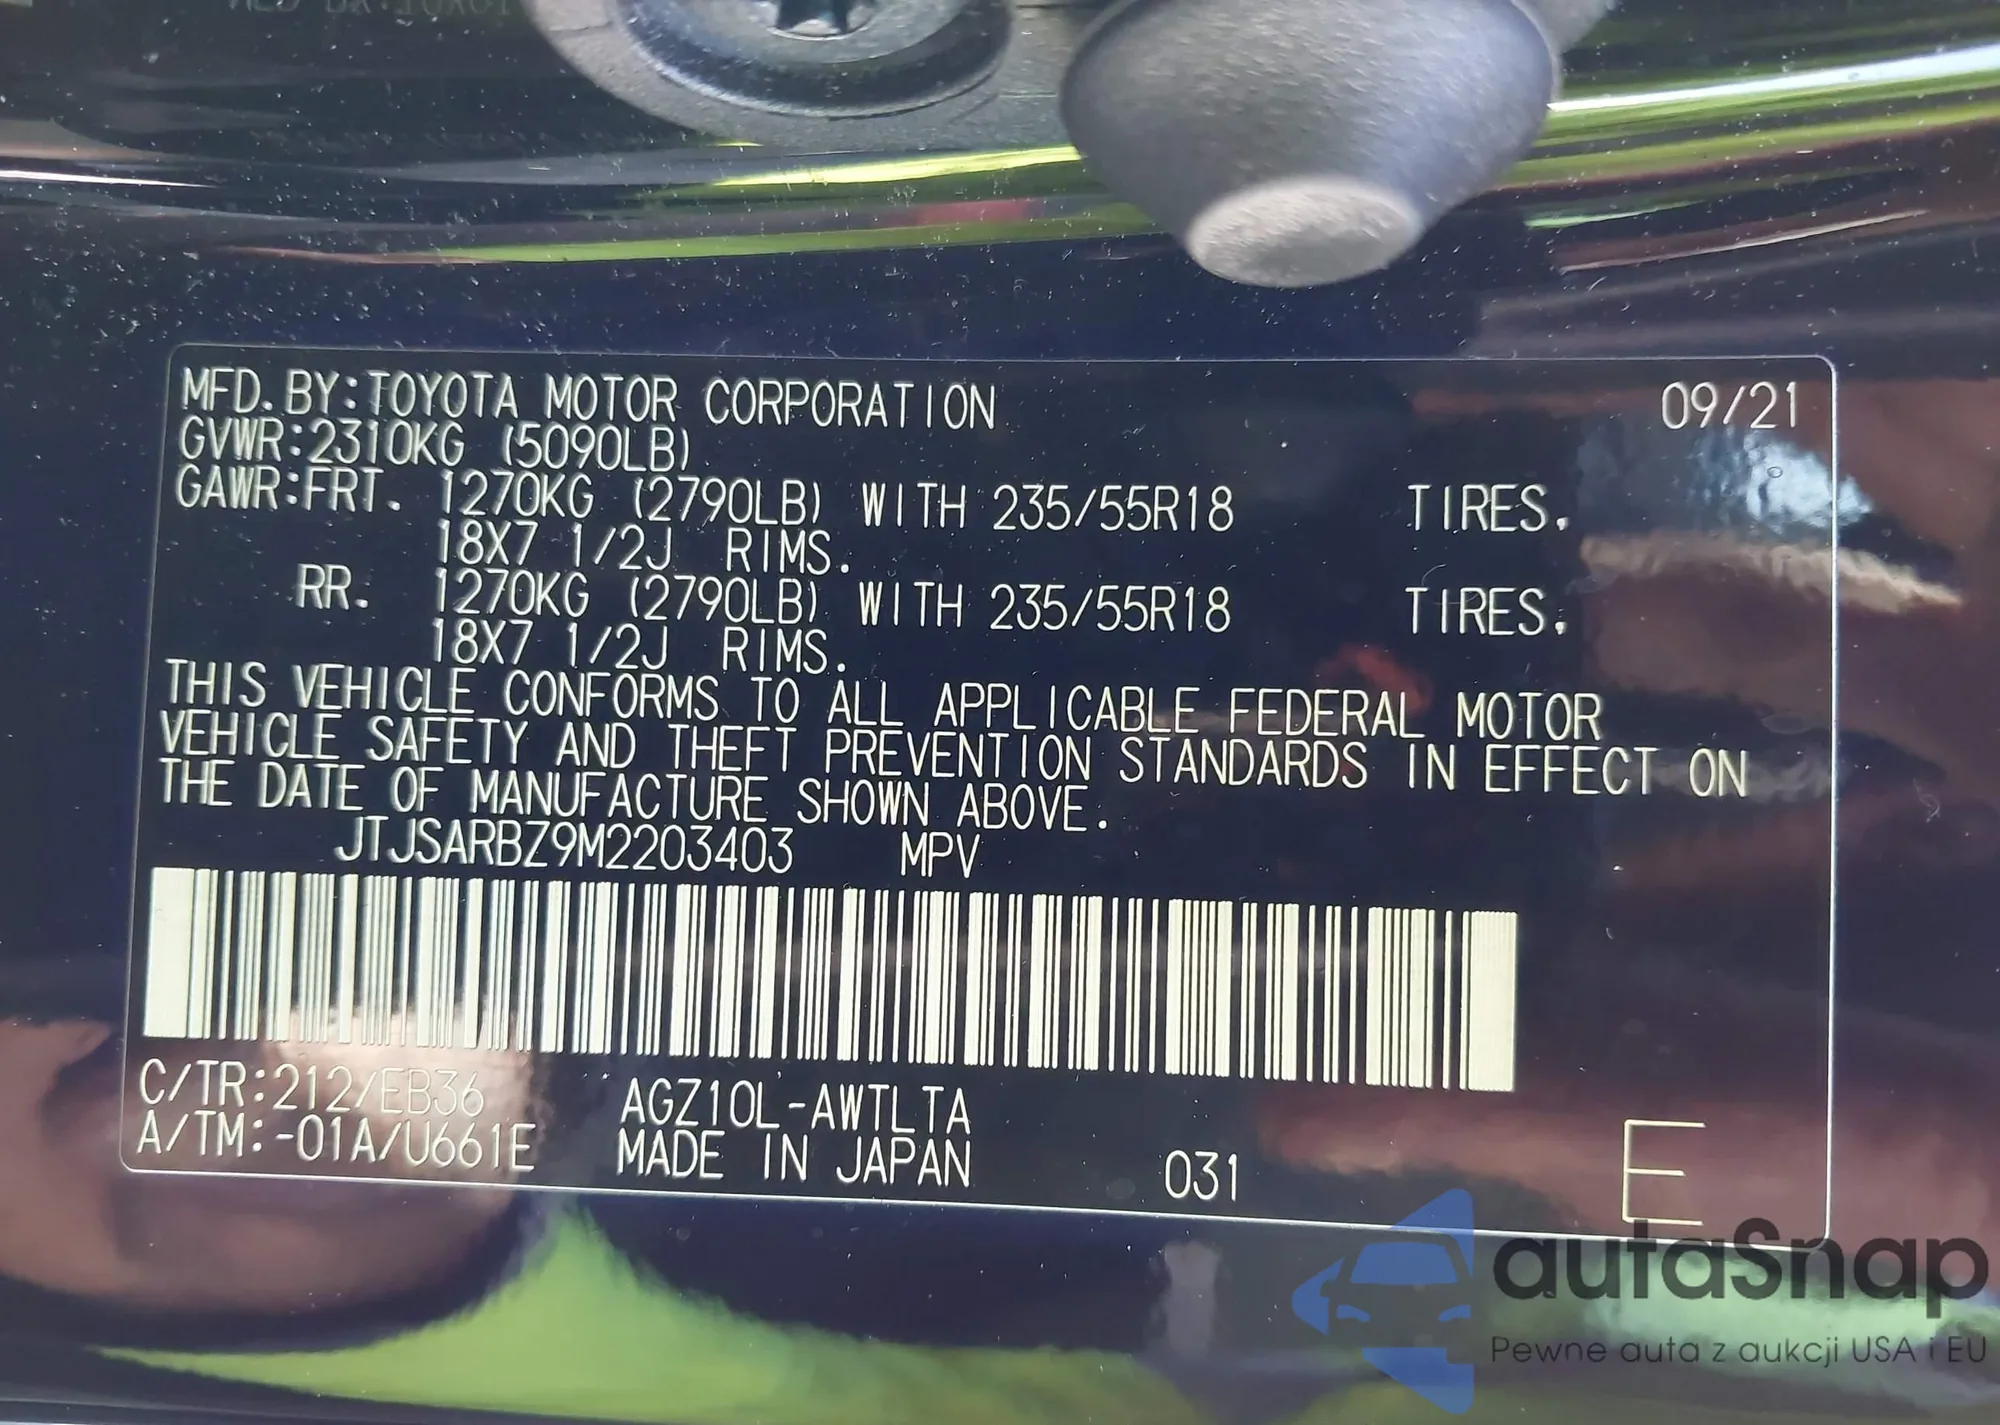 MFD.BY:TOYOTA MOTOR CORPORATION 09/21
GVWR:2310KG (5090LB)
GAWR:FRT. 1270KG (2790LB) WITH 235/55R18 TIRES.
18X7 1/2J RIMS.
RR. 1270KG (2790LB) WITH 235/55R18 TIRES.
18X7 1/2J RIMS.
THIS VEHICLE CONFORMS TO ALL APPLICABLE FEDERAL MOTOR
VEHICLE SAFETY AND THEFT PREVENTION STANDARDS IN EFFECT ON
THE DATE OF MANUFACTURE SHOWN ABOVE.
JTJSARBZ9M2203403 MPV
C/TR:212/EB36 AGZ10L-AWTLTA
A/TM:-01A/U661E MADE IN JAPAN 031 E
autaSnap
Pewne auta z aukcji USA i EU